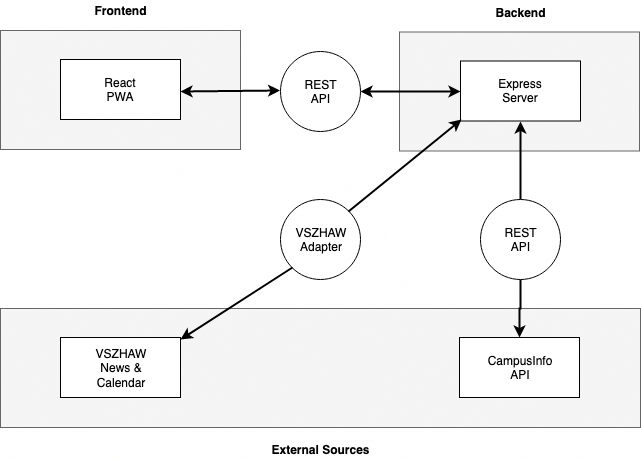 Frontend
Backend
React
PWA
REST
API
Express
Server
VSZHAW
Adapter
REST
API
VSZHAW
News &
Calendar
CampusInfo
API
External Sources